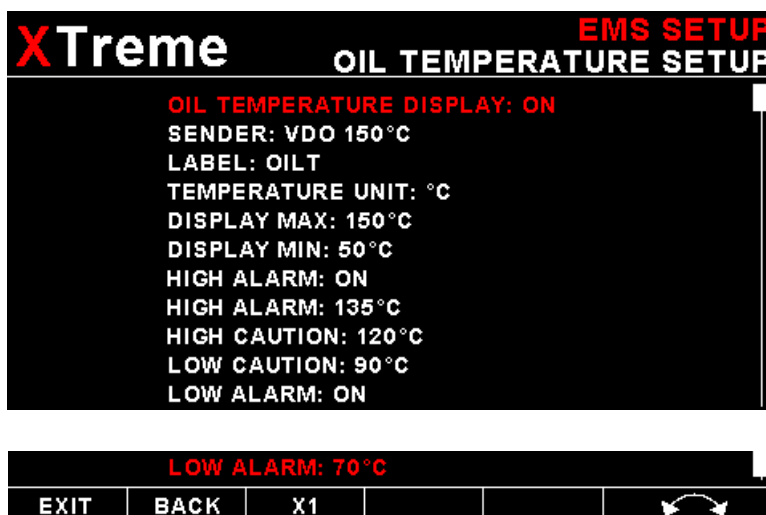 XTreme
EMS SETUP
OIL TEMPERATURE SETUP
OIL TEMPERATURE DISPLAY: ON
SENDER: VDO 150°C
LABEL: OILT
TEMPERATURE UNIT: °C
DISPLAY MAX: 150°C
DISPLAY MIN: 50°C
HIGH ALARM: ON
HIGH ALARM: 135°C
HIGH CAUTION: 120°C
LOW CAUTION: 90°C
LOW ALARM: ON
LOW ALARM: 70°C
EXIT BACK X1